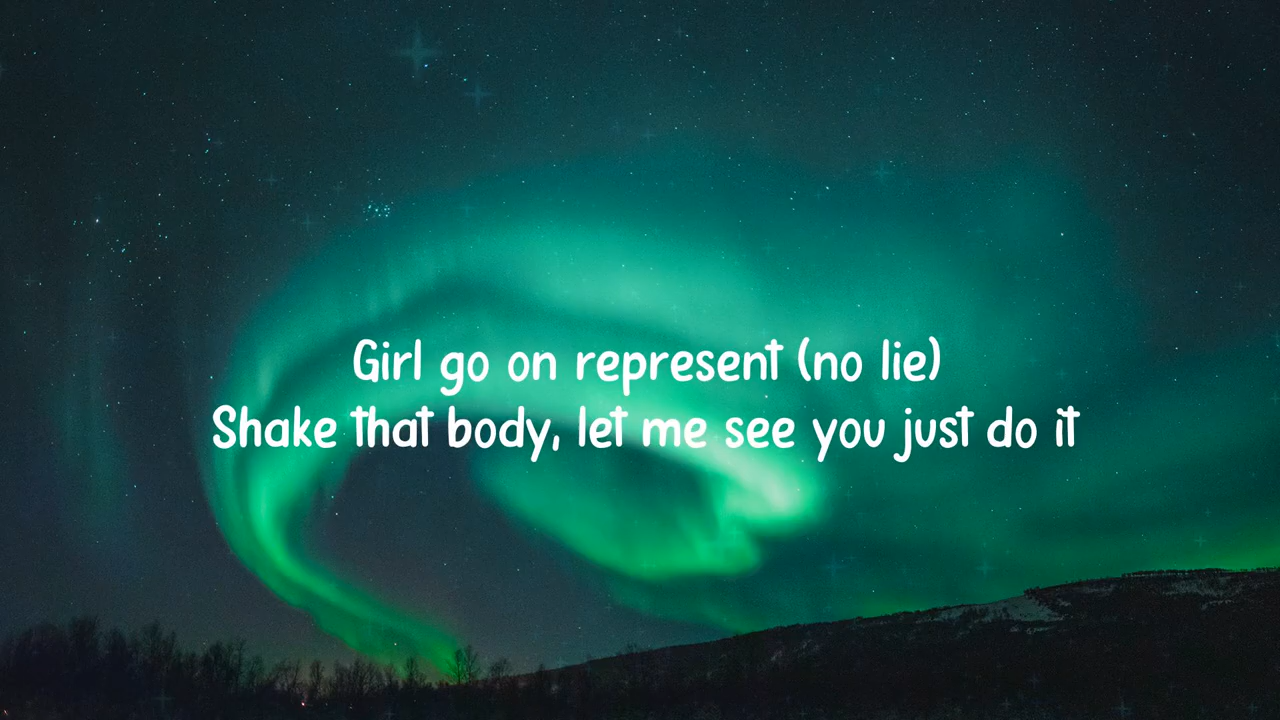 Girl go on represent (no lie)
Shake that body, let me see you just do it